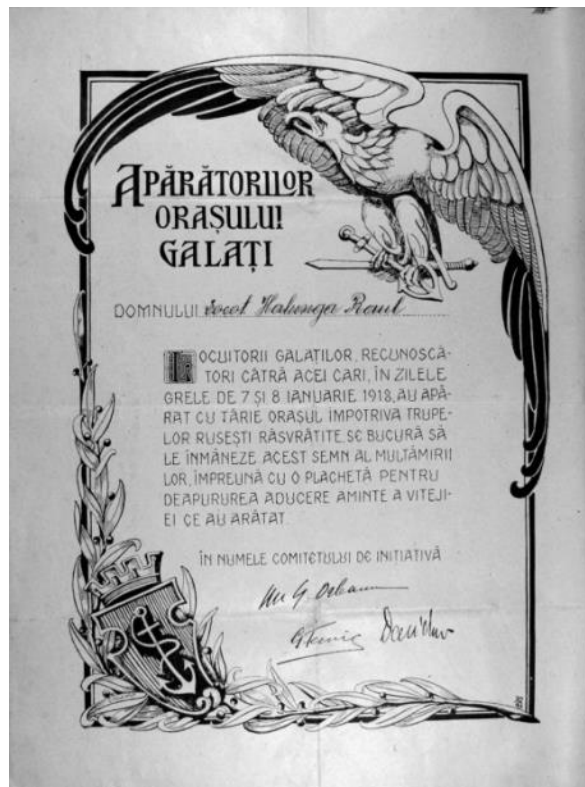 APĂRĂTORILOR
ORAȘULUI
GALAȚI
DOMNULUI Locot Halunga Raul
LOCUITORII GALAȚILOR, RECUNOSCĂ-
TORI CĂTRĂ ACEI CARI, ÎN ZILELE
GRELE DE 7 ȘI 8 IANUARIE 1918, AU APĂ-
RAT CU TĂRIE ORAȘUL ÎMPOTRIVA TRUPE-
LOR RUSEȘTI RĂSVRĂTITE, SE BUCURĂ SĂ
LE ÎNMÂNEZE ACEST SEMN AL MULȚĂMIRII
LOR, ÎMPREUNĂ CU O PLACHETĂ PENTRU
DEAPURUREA ADUCERE AMINTE A VITEJI-
EI CE AU ARĂTAT
ÎN NUMELE COMITETULUI DE INIȚIATIVĂ
R C